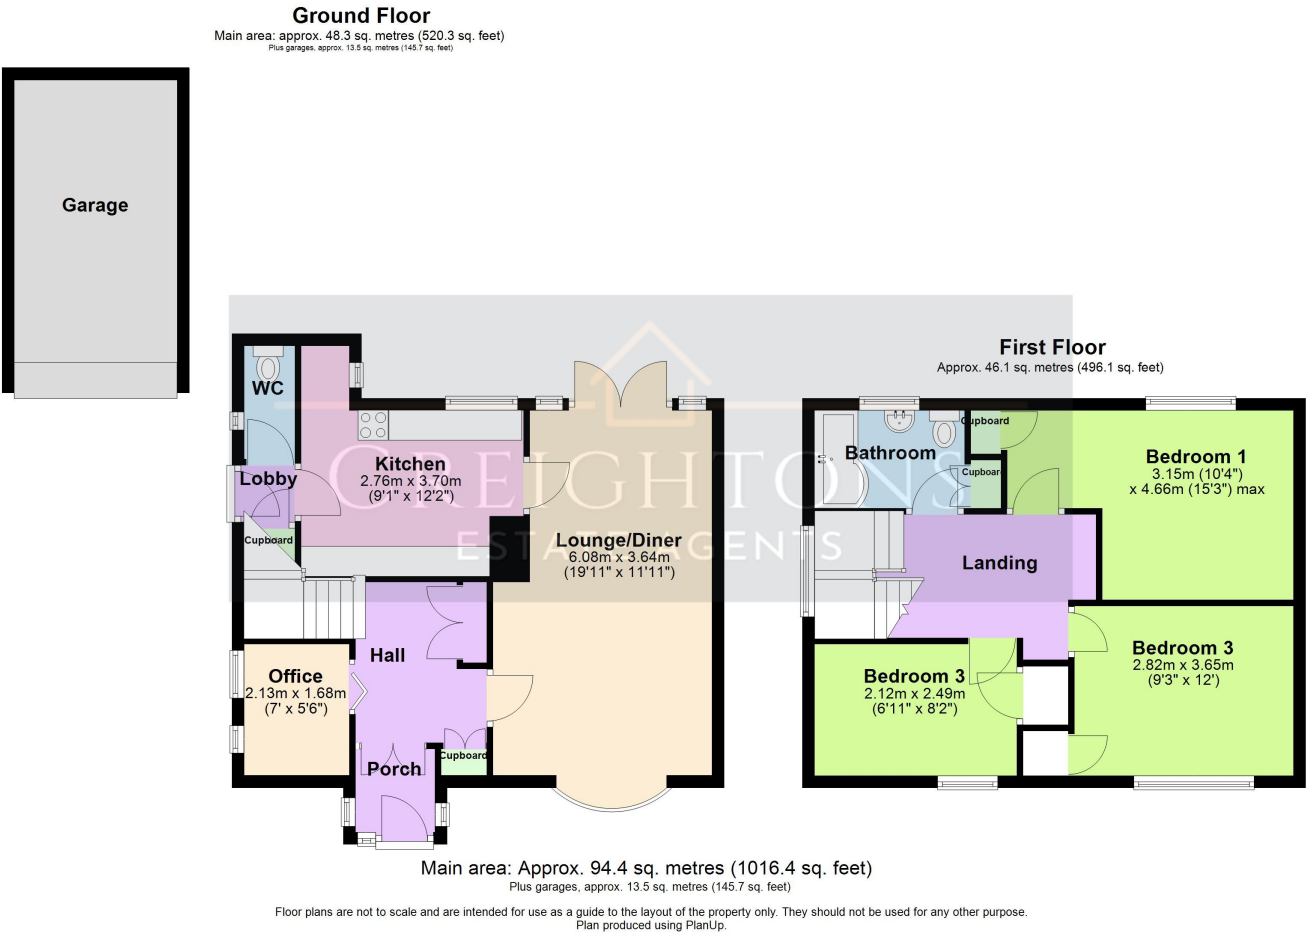 Ground Floor
Main area: approx. 48.3 sq. metres (520.3 sq. feet)
Plus garages, approx. 13.5 sq. metres (145.7 sq. feet)
Garage
WC
Lobby
Cupboard
Kitchen
2.76m x 3.70m
(9'1" x 12'2")
Lounge/Diner
6.08m x 3.64m
(19'11" x 11'11")
Hall
Office
2.13m x 1.68m
(7' x 5'6")
Porch
Cupboard
CREIGHTONS
ESTATE AGENTS
First Floor
Approx. 46.1 sq. metres (496.1 sq. feet)
Bathroom
Cupboard
Cupboard
Bedroom 1
3.15m (10'4")
x 4.66m (15'3") max
Landing
Bedroom 3
2.12m x 2.49m
(6'11" x 8'2")
Bedroom 3
2.82m x 3.65m
(9'3" x 12')
Main area: Approx. 94.4 sq. metres (1016.4 sq. feet)
Plus garages, approx. 13.5 sq. metres (145.7 sq. feet)
Floor plans are not to scale and are intended for use as a guide to the layout of the property only. They should not be used for any other purpose.
Plan produced using PlanUp.